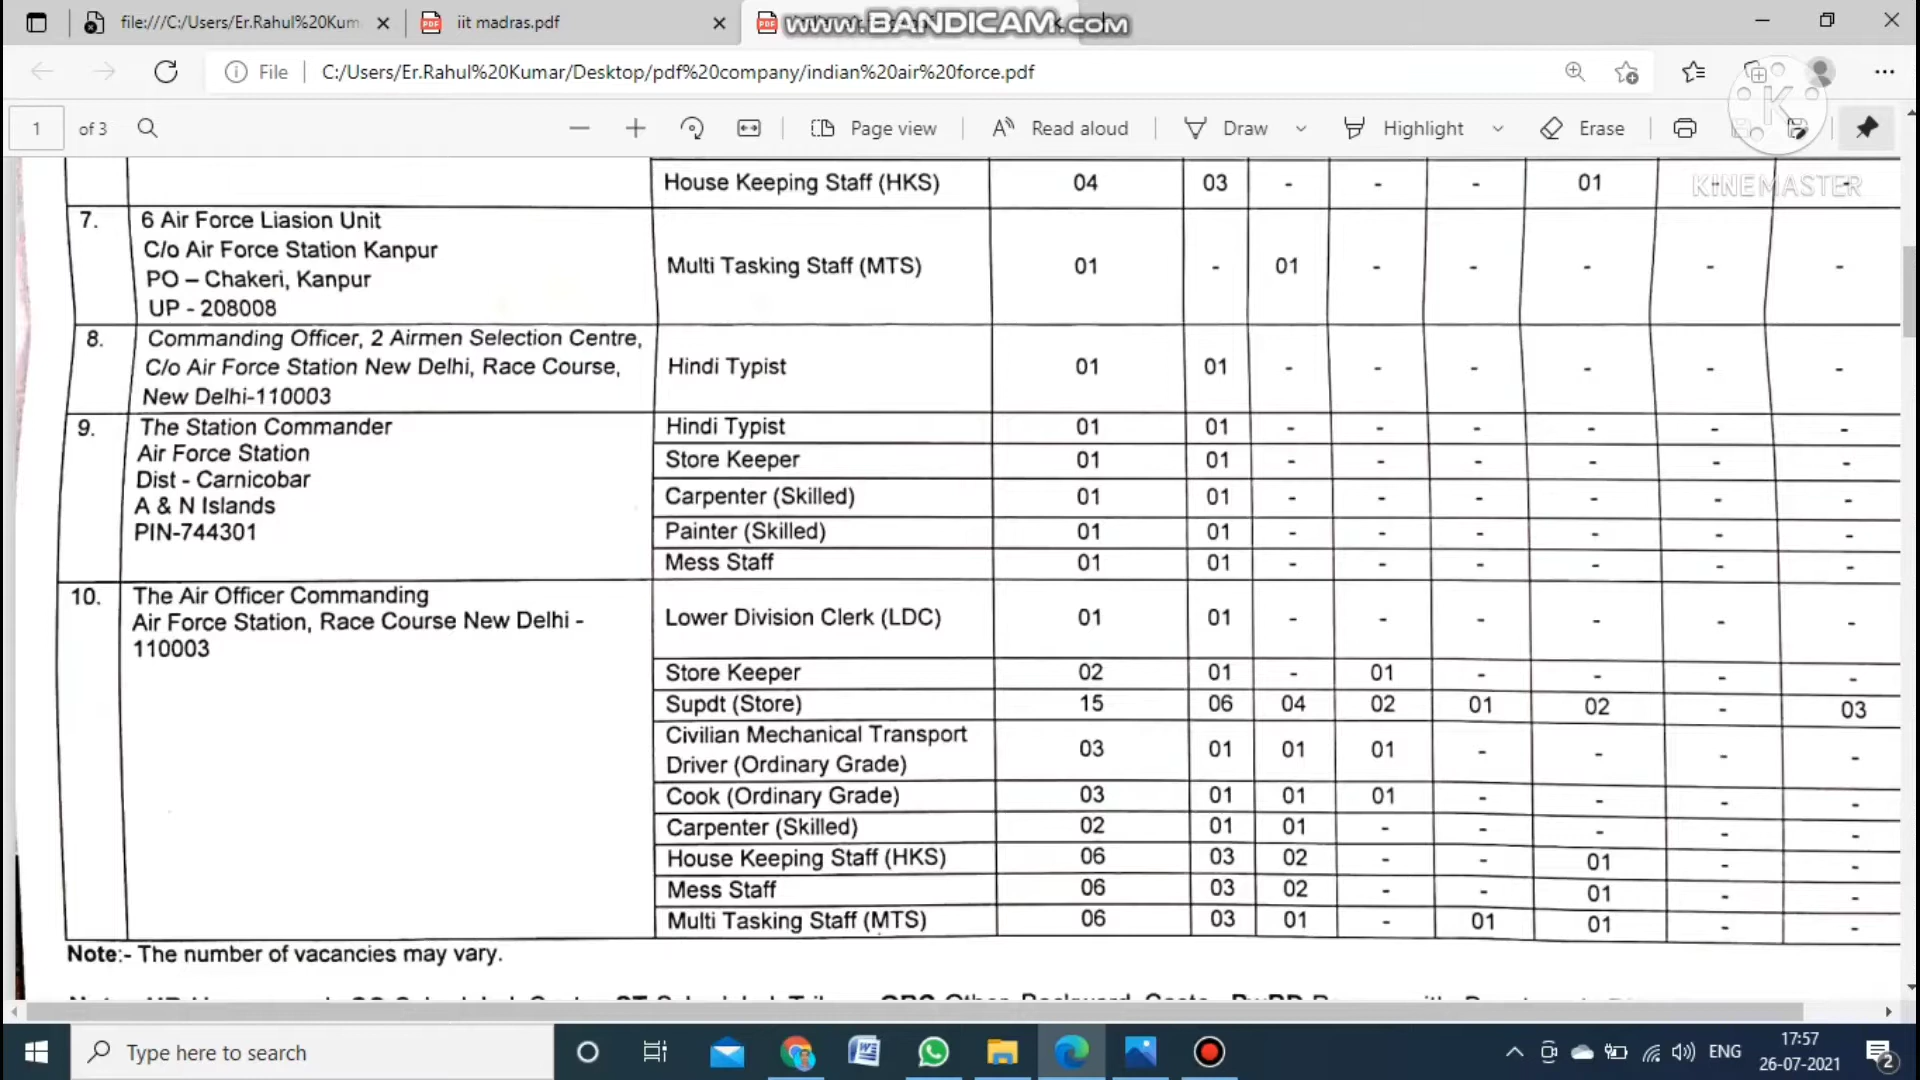 file:///C:/Users/Er.Rahul%20Kum
iit madras.pdf
www.BANDICAM.com
File C:/Users/Er.Rahul%20Kumar/Desktop/pdf%20company/indian%20air%20force.pdf
1 of 3 Page view Read aloud Draw Highlight Erase
K
KINEMASTER
House Keeping Staff (HKS) 04 03 - - - 01 - -
7. 6 Air Force Liasion Unit
C/o Air Force Station Kanpur
PO – Chakeri, Kanpur
UP - 208008
Multi Tasking Staff (MTS) 01 - 01 - - - - -
8. Commanding Officer, 2 Airmen Selection Centre,
C/o Air Force Station New Delhi, Race Course,
New Delhi-110003
Hindi Typist 01 01 - - - - - -
9. The Station Commander
Air Force Station
Dist - Carnicobar
A & N Islands
PIN-744301
Hindi Typist 01 01 - - - - - -
Store Keeper 01 01 - - - - - -
Carpenter (Skilled) 01 01 - - - - - -
Painter (Skilled) 01 01 - - - - - -
Mess Staff 01 01 - - - - - -
10. The Air Officer Commanding
Air Force Station, Race Course New Delhi -
110003
Lower Division Clerk (LDC) 01 01 - - - - - -
Store Keeper 02 01 - 01 - - - -
Supdt (Store) 15 06 04 02 01 02 - 03
Civilian Mechanical Transport
Driver (Ordinary Grade) 03 01 01 01 - - - -
Cook (Ordinary Grade) 03 01 01 01 - - - -
Carpenter (Skilled) 02 01 01 - - - - -
House Keeping Staff (HKS) 06 03 02 - - 01 - -
Mess Staff 06 03 02 - - 01 - -
Multi Tasking Staff (MTS) 06 03 01 - 01 01 - -
Note:- The number of vacancies may vary.
Type here to search
ENG
17:57
26-07-2021
2